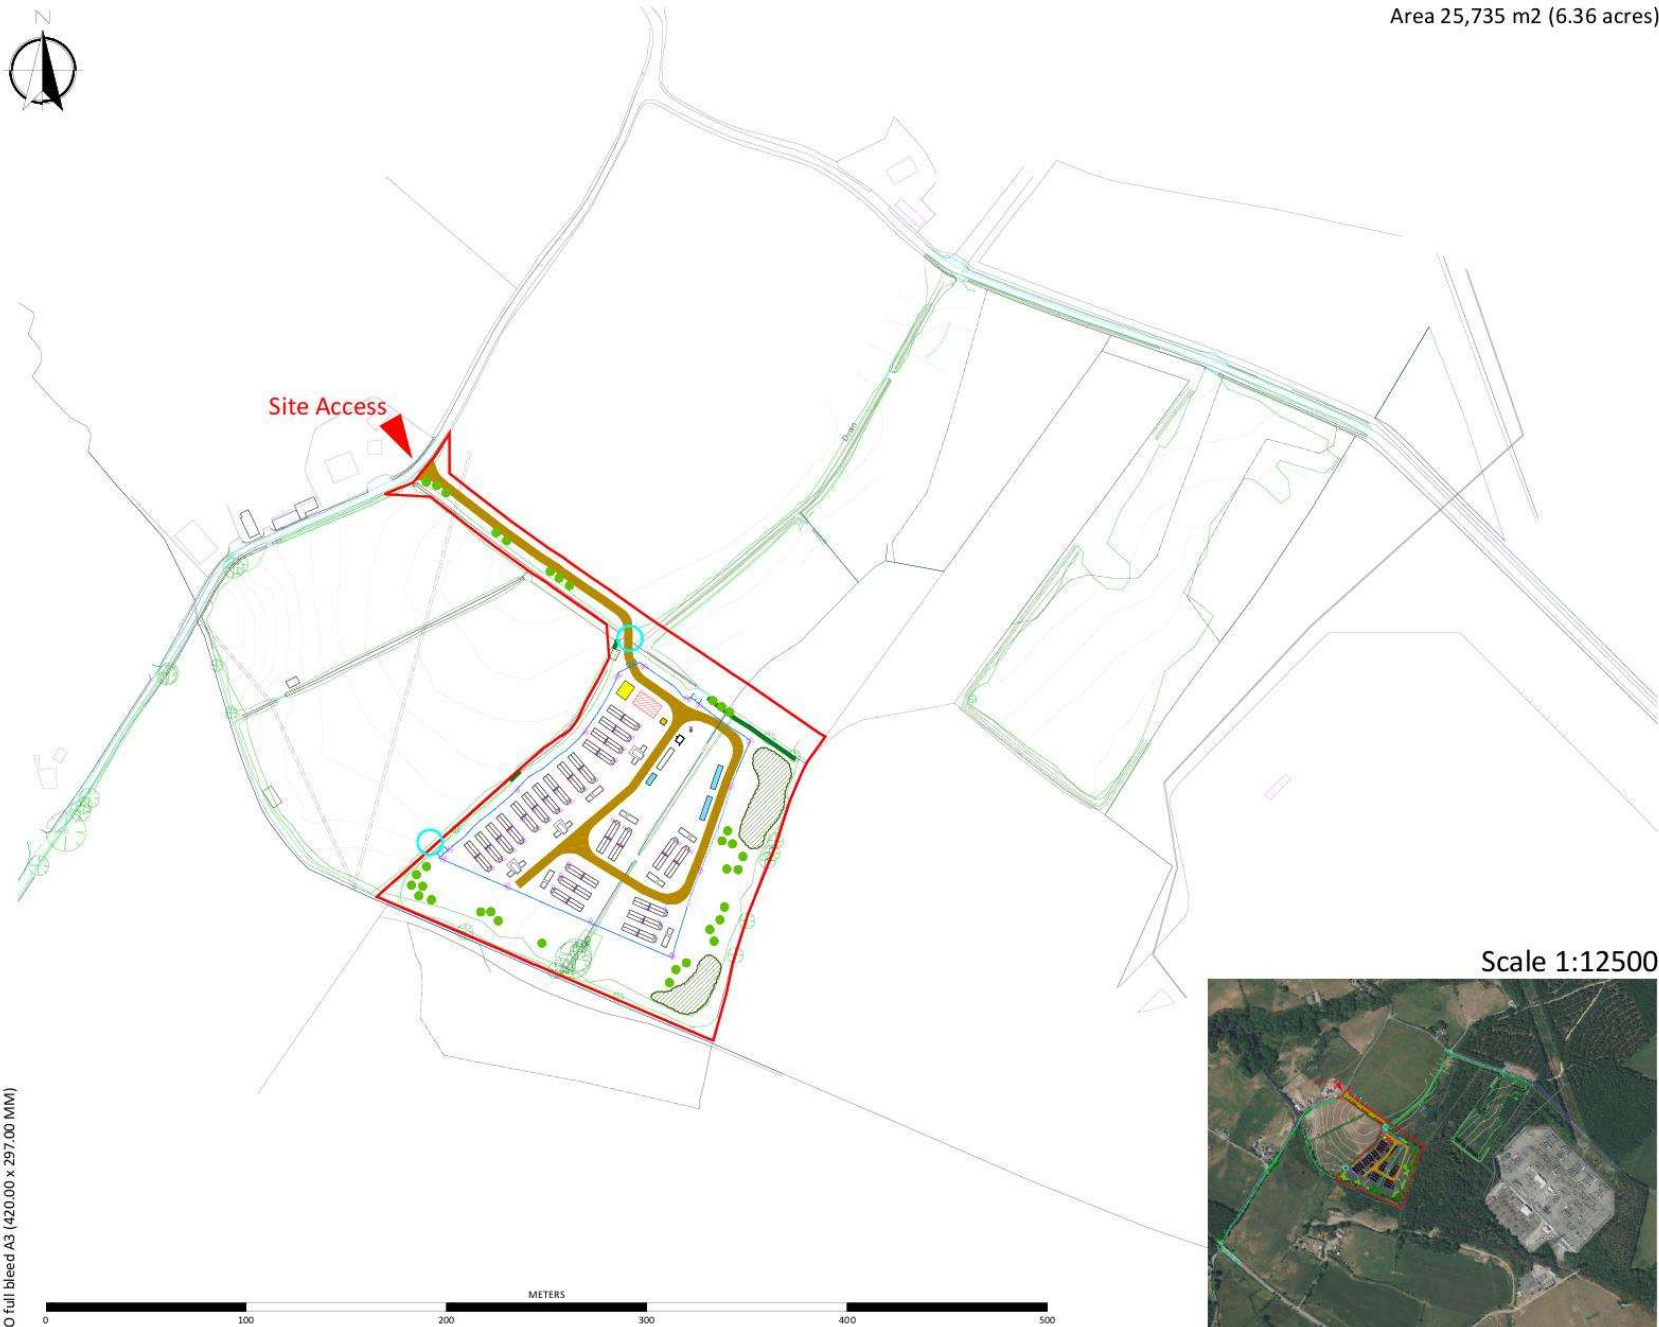 Area 25,735 m2 (6.36 acres)
N
Site Access
Drain
Scale 1:12500
O full bleed A3 (420.00 x 297.00 MM)
METERS
0 100 200 300 400 500